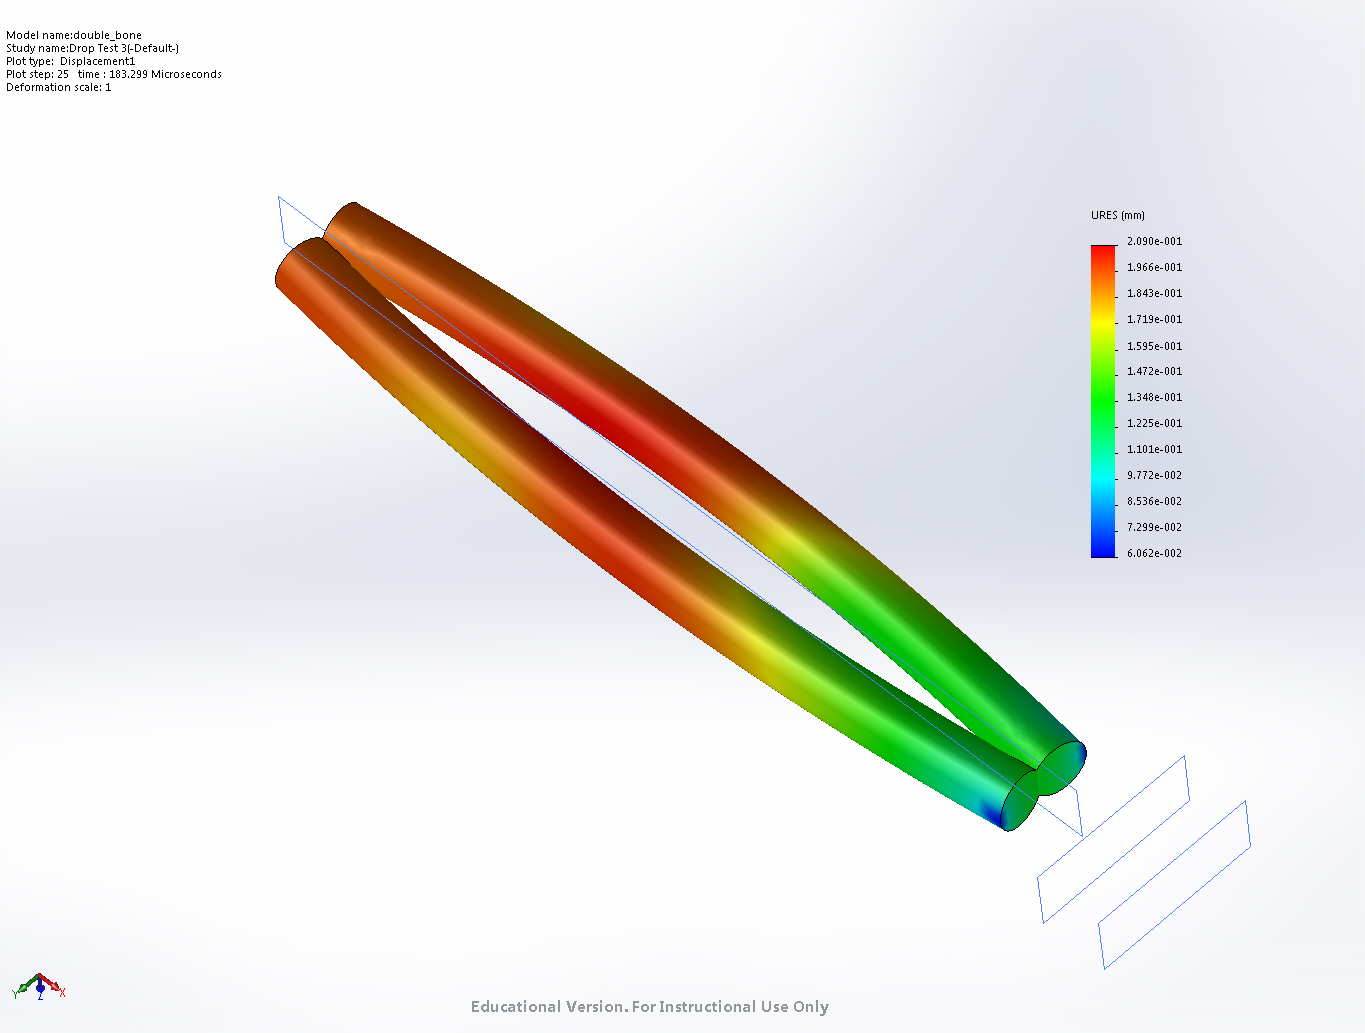 Model name:double_bone
Study name:Drop Test 3(-Default-)
Plot type:  Displacement1
Plot step: 25   time : 183.299 Microseconds
Deformation scale: 1
URES (mm)
2.090e-001
1.966e-001
1.843e-001
1.719e-001
1.595e-001
1.472e-001
1.348e-001
1.225e-001
1.101e-001
9.772e-002
8.536e-002
7.299e-002
6.062e-002
Y
Z
X
Educational Version. For Instructional Use Only